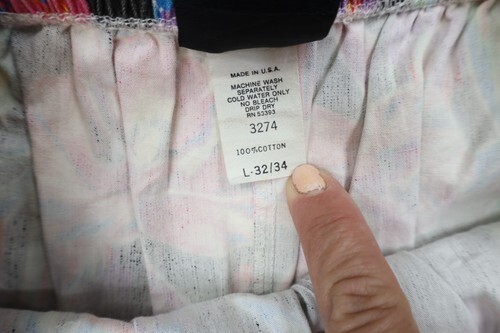 MADE IN U.S.A.
MACHINE WASH
SEPARATELY
COLD WATER ONLY
NO BLEACH
DRIP DRY
RN 53393
3274
100%COTTON
L-32/34